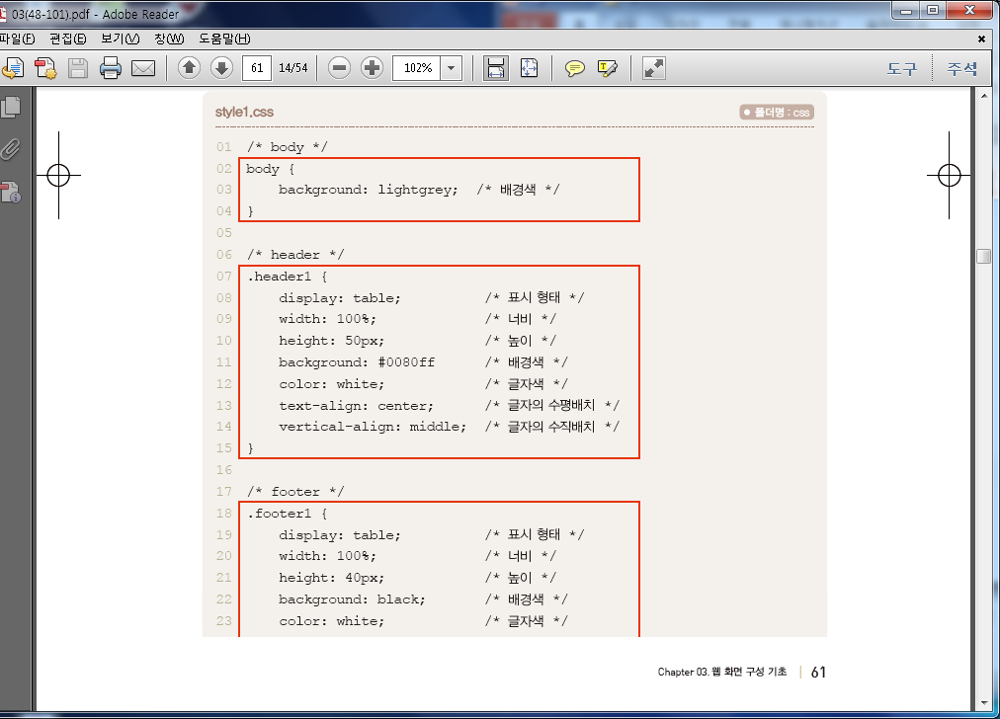 03(48-101).pdf - Adobe Reader
파일(F) 편집(E) 보기(V) 창(W) 도움말(H)
61 14/54 102% 도구 주석
style1.css
폴더명 : css
01 /* body */
02 body {
03 background: lightgrey; /* 배경색 */
04 }
05
06 /* header */
07 .header1 {
08 display: table; /* 표시 형태 */
09 width: 100%; /* 너비 */
10 height: 50px; /* 높이 */
11 background: #0080ff /* 배경색 */
12 color: white; /* 글자색 */
13 text-align: center; /* 글자의 수평배치 */
14 vertical-align: middle; /* 글자의 수직배치 */
15 }
16
17 /* footer */
18 .footer1 {
19 display: table; /* 표시 형태 */
20 width: 100%; /* 너비 */
21 height: 40px; /* 높이 */
22 background: black; /* 배경색 */
23 color: white; /* 글자색 */
Chapter 03. 웹 화면 구성 기초 | 61